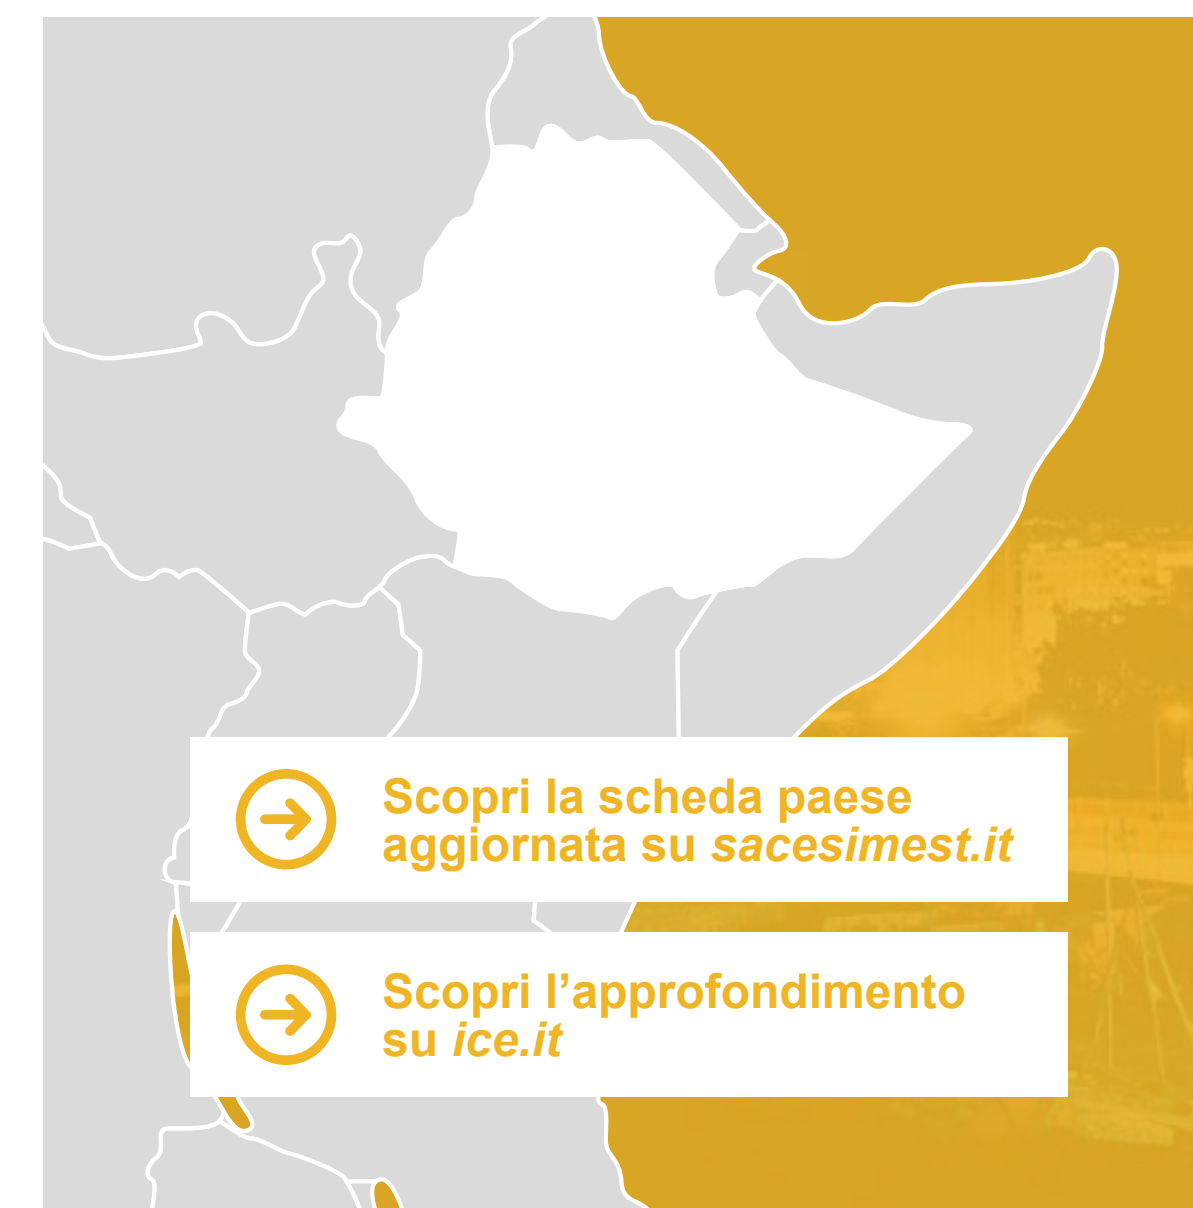 Scopri la scheda paese
aggiornata su sacesimest.it
Scopri l’approfondimento
su ice.it